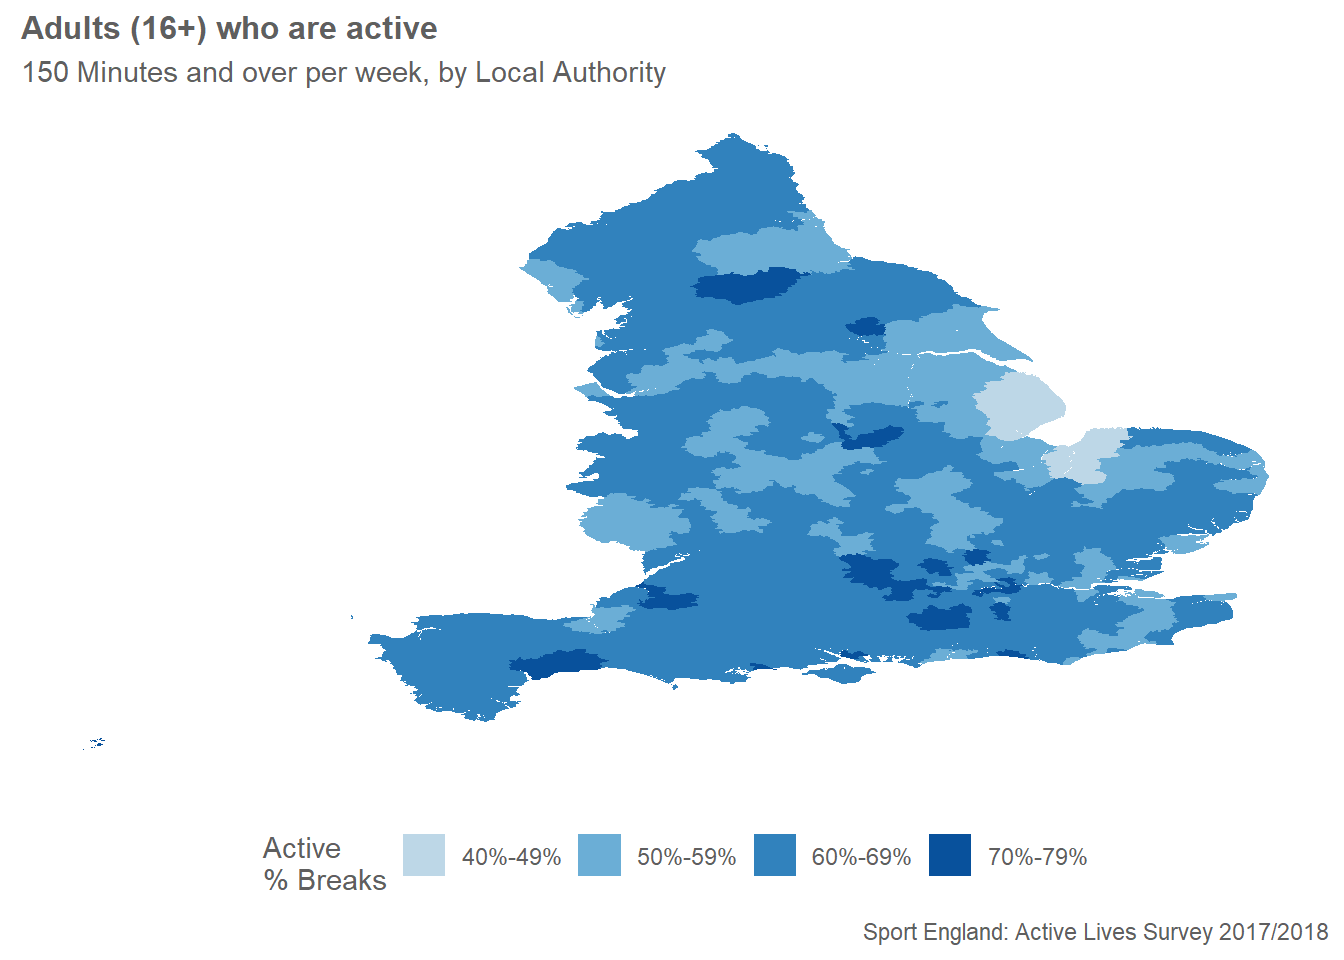 Adults (16+) who are active
150 Minutes and over per week, by Local Authority
Active
% Breaks
40%-49%
50%-59%
60%-69%
70%-79%
Sport England: Active Lives Survey 2017/2018